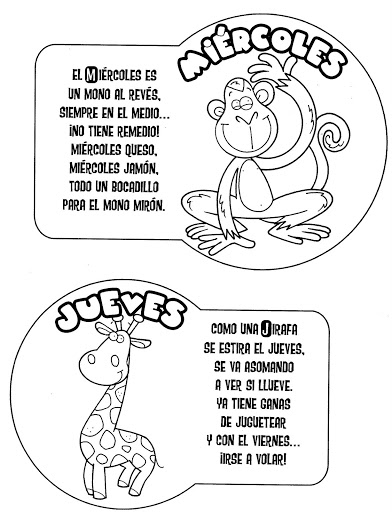 MIÉRCOLES
EL MIÉRCOLES ES
UN MONO AL REVÉS,
SIEMPRE EN EL MEDIO...
¡NO TIENE REMEDIO!
MIÉRCOLES QUESO,
MIÉRCOLES JAMÓN,
TODO UN BOCADILLO
PARA EL MONO MIRÓN.
JUEVES
COMO UNA JIRAFA
SE ESTIRA EL JUEVES,
SE VA ASOMANDO
A VER SI LLUEVE.
YA TIENE GANAS
DE JUGUETEAR
Y CON EL VIERNES...
¡IRSE A VOLAR!